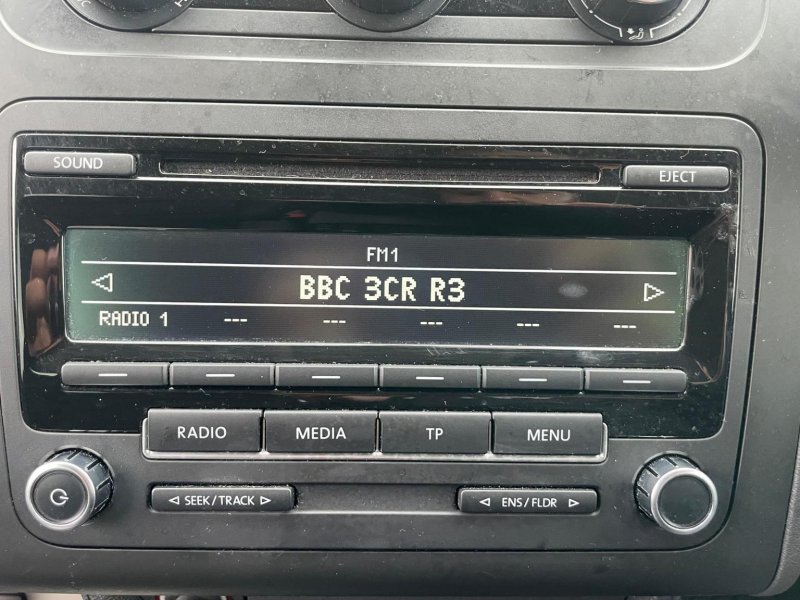 SOUND
EJECT
FM1
BBC 3CR R3
RADIO 1 --- --- --- --- ---
RADIO MEDIA TP MENU
SEEK/TRACK
ENS/FLDR